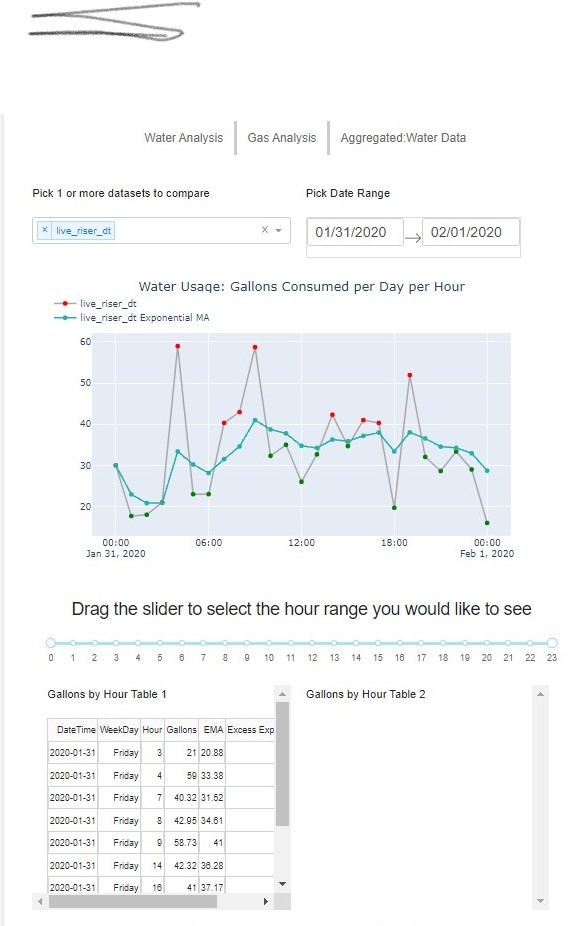 Water Analysis Gas Analysis Aggregated:Water Data
Pick 1 or more datasets to compare Pick Date Range
× live_riser_dt × 01/31/2020 → 02/01/2020
Water Usage: Gallons Consumed per Day per Hour
live_riser_dt
live_riser_dt Exponential MA
60
50
40
30
20
00:00 06:00 12:00 18:00 00:00
Jan 31, 2020 Feb 1, 2020
Drag the slider to select the hour range you would like to see
0 1 2 3 4 5 6 7 8 9 10 11 12 13 14 15 16 17 18 19 20 21 22 23
Gallons by Hour Table 1 Gallons by Hour Table 2
DateTime WeekDay Hour Gallons EMA Excess Exp
2020-01-31 Friday 3 21 20.88
2020-01-31 Friday 4 59 33.38
2020-01-31 Friday 7 40.32 31.52
2020-01-31 Friday 8 42.95 34.61
2020-01-31 Friday 9 58.73 41
2020-01-31 Friday 14 42.32 36.28
2020-01-31 Friday 16 41 37.17